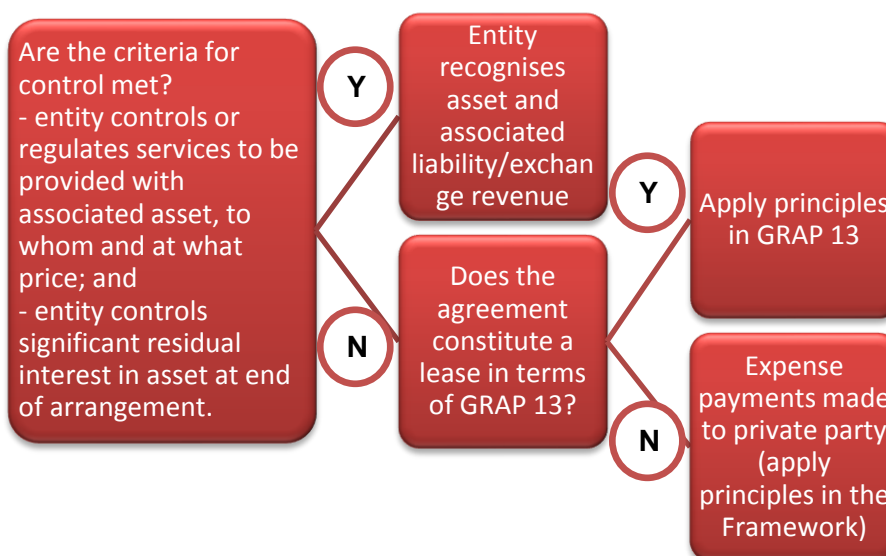 Are the criteria for
control met?
- entity controls or
regulates services to be
provided with
associated asset, to
whom and at what
price; and
- entity controls
significant residual
interest in asset at end
of arrangement.
Y
Entity
recognises
asset and
associated
liability/exchan
ge revenue
N
Does the
agreement
constitute a
lease in terms
of GRAP 13?
Y
Apply principles
in GRAP 13
N
Expense
payments made
to private party
(apply
principles in the
Framework)